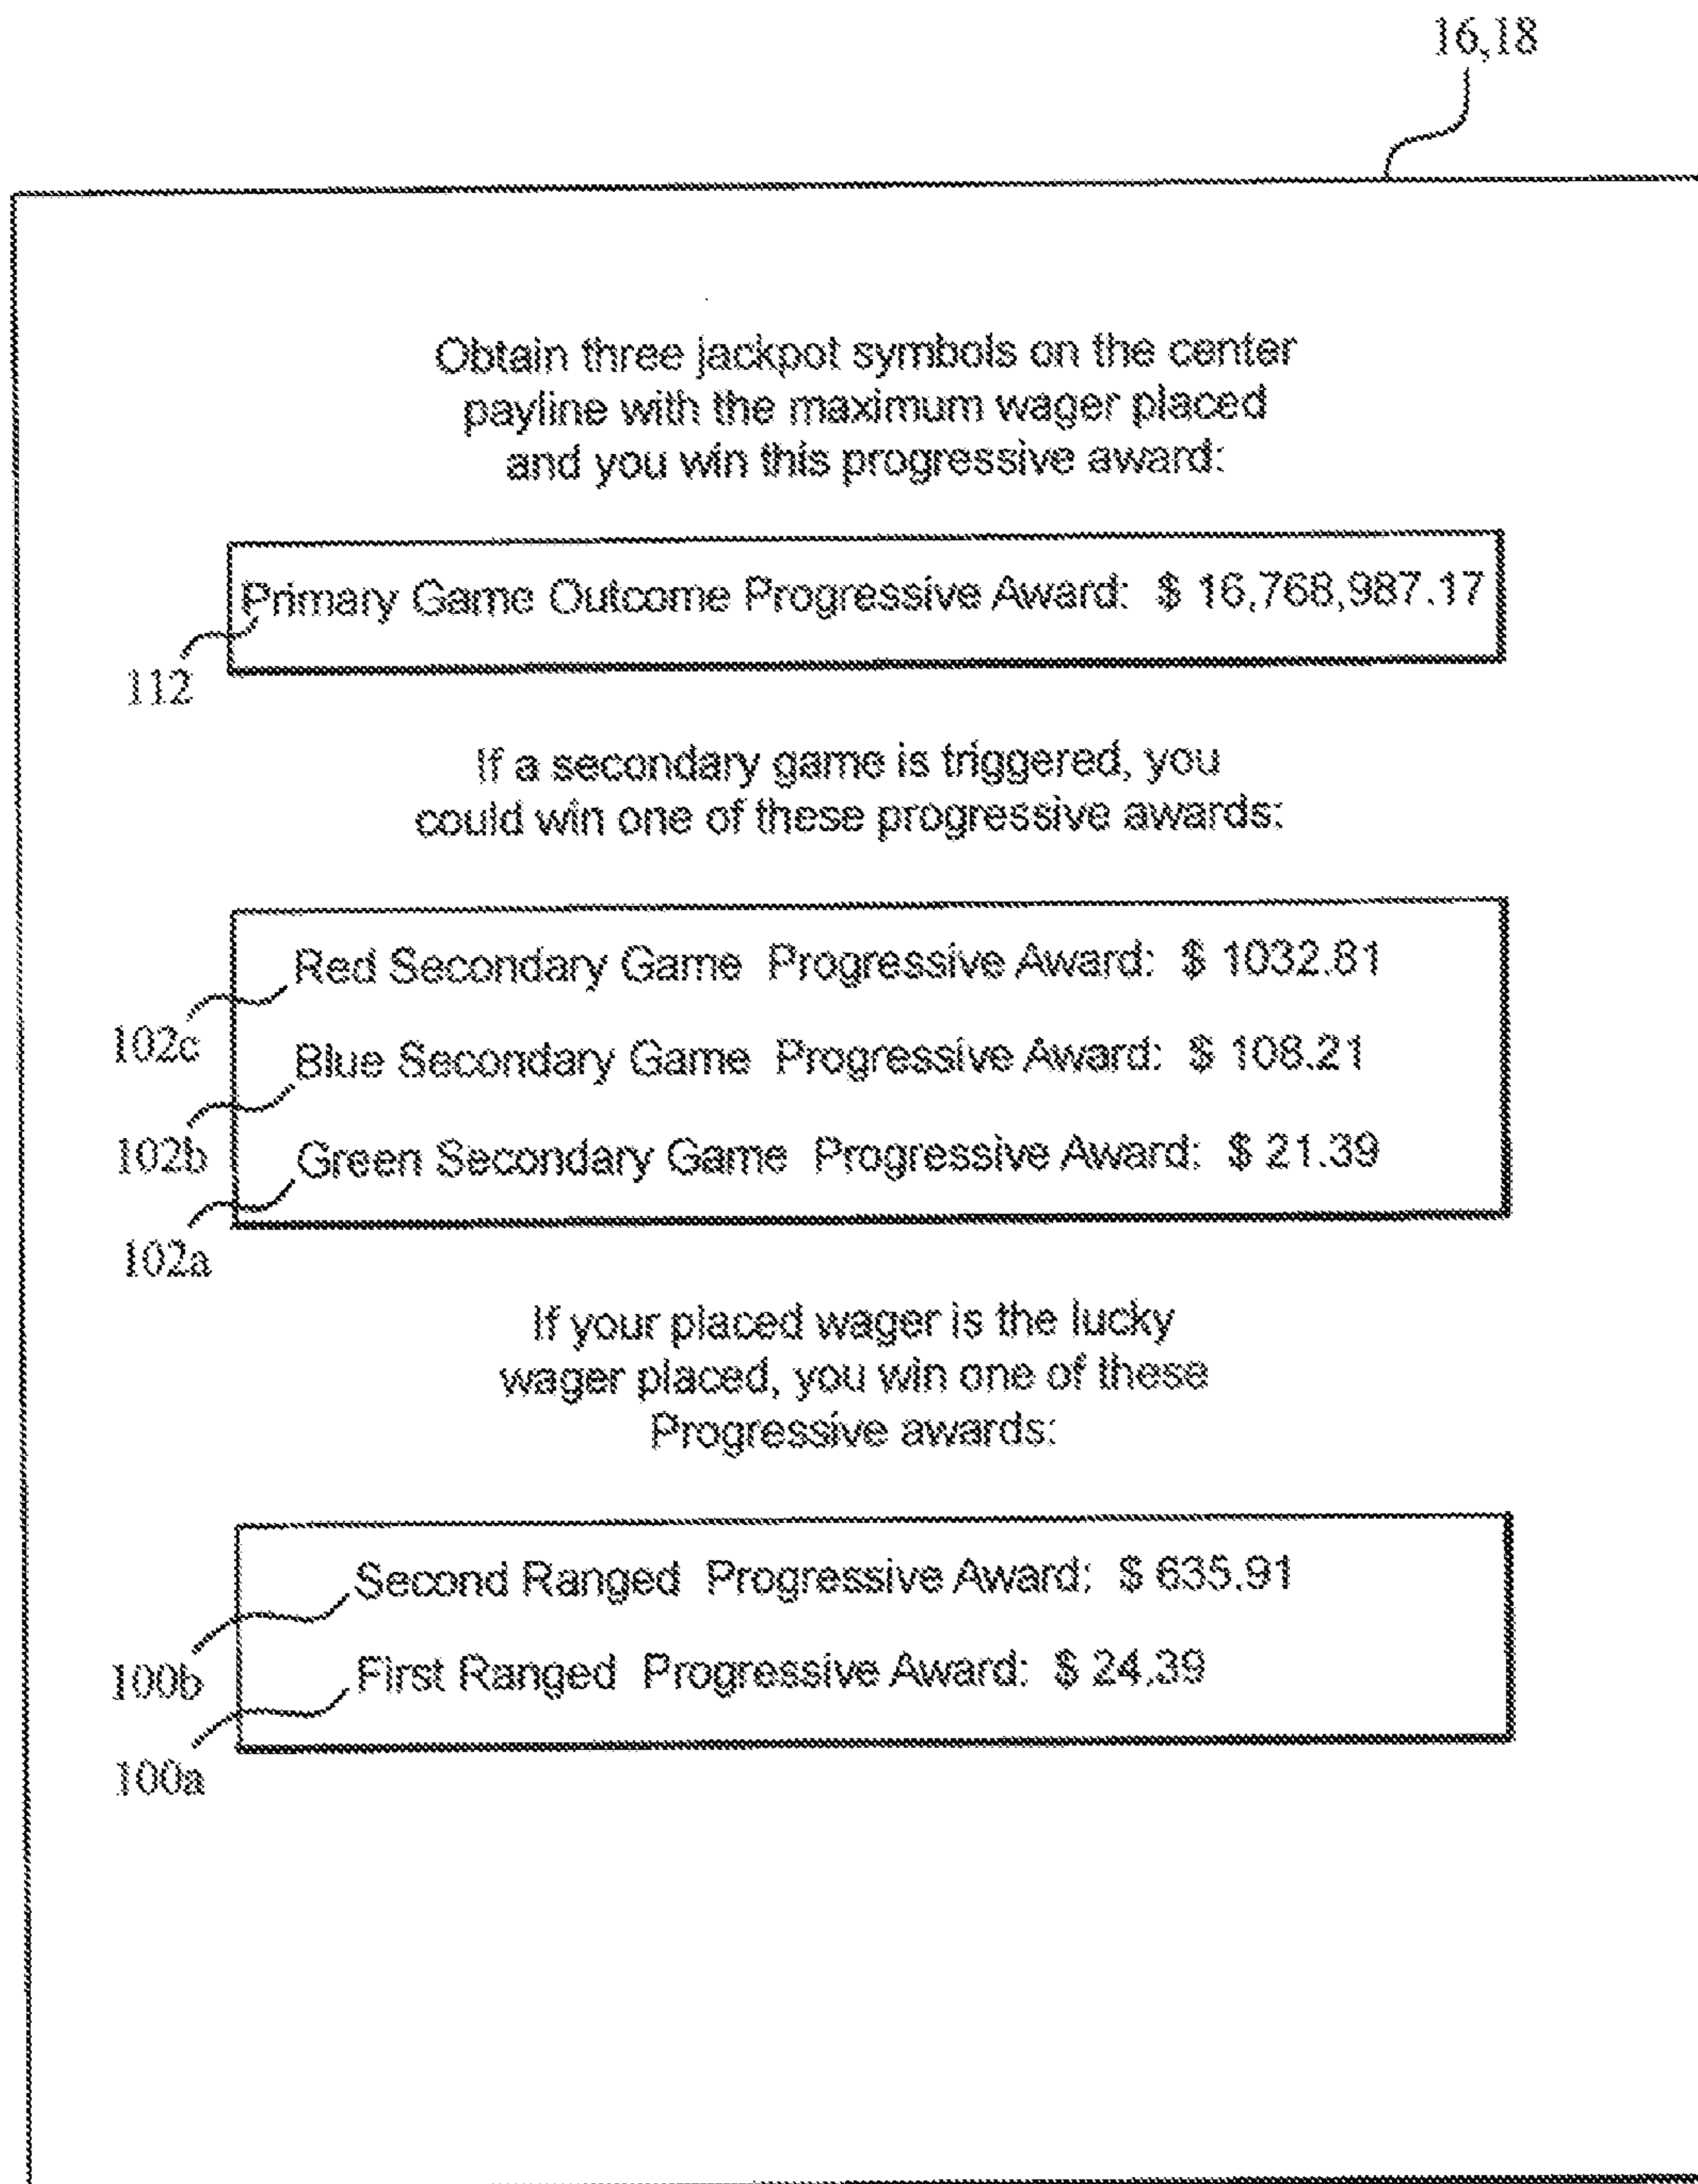 16,18
Obtain three jackpot symbols on the center
payline with the maximum wager placed
and you win this progressive award:
Primary Game Outcome Progressive Award: $ 16,768,987.17
112
If a secondary game is triggered, you
could win one of these progressive awards:
Red Secondary Game Progressive Award: $ 1032.81
102c
Blue Secondary Game Progressive Award: $ 108.21
102b
Green Secondary Game Progressive Award: $ 21.39
102a
If your placed wager is the lucky
wager placed, you win one of these
Progressive awards:
Second Ranged Progressive Award: $ 635.91
100b
First Ranged Progressive Award: $ 24.39
100a